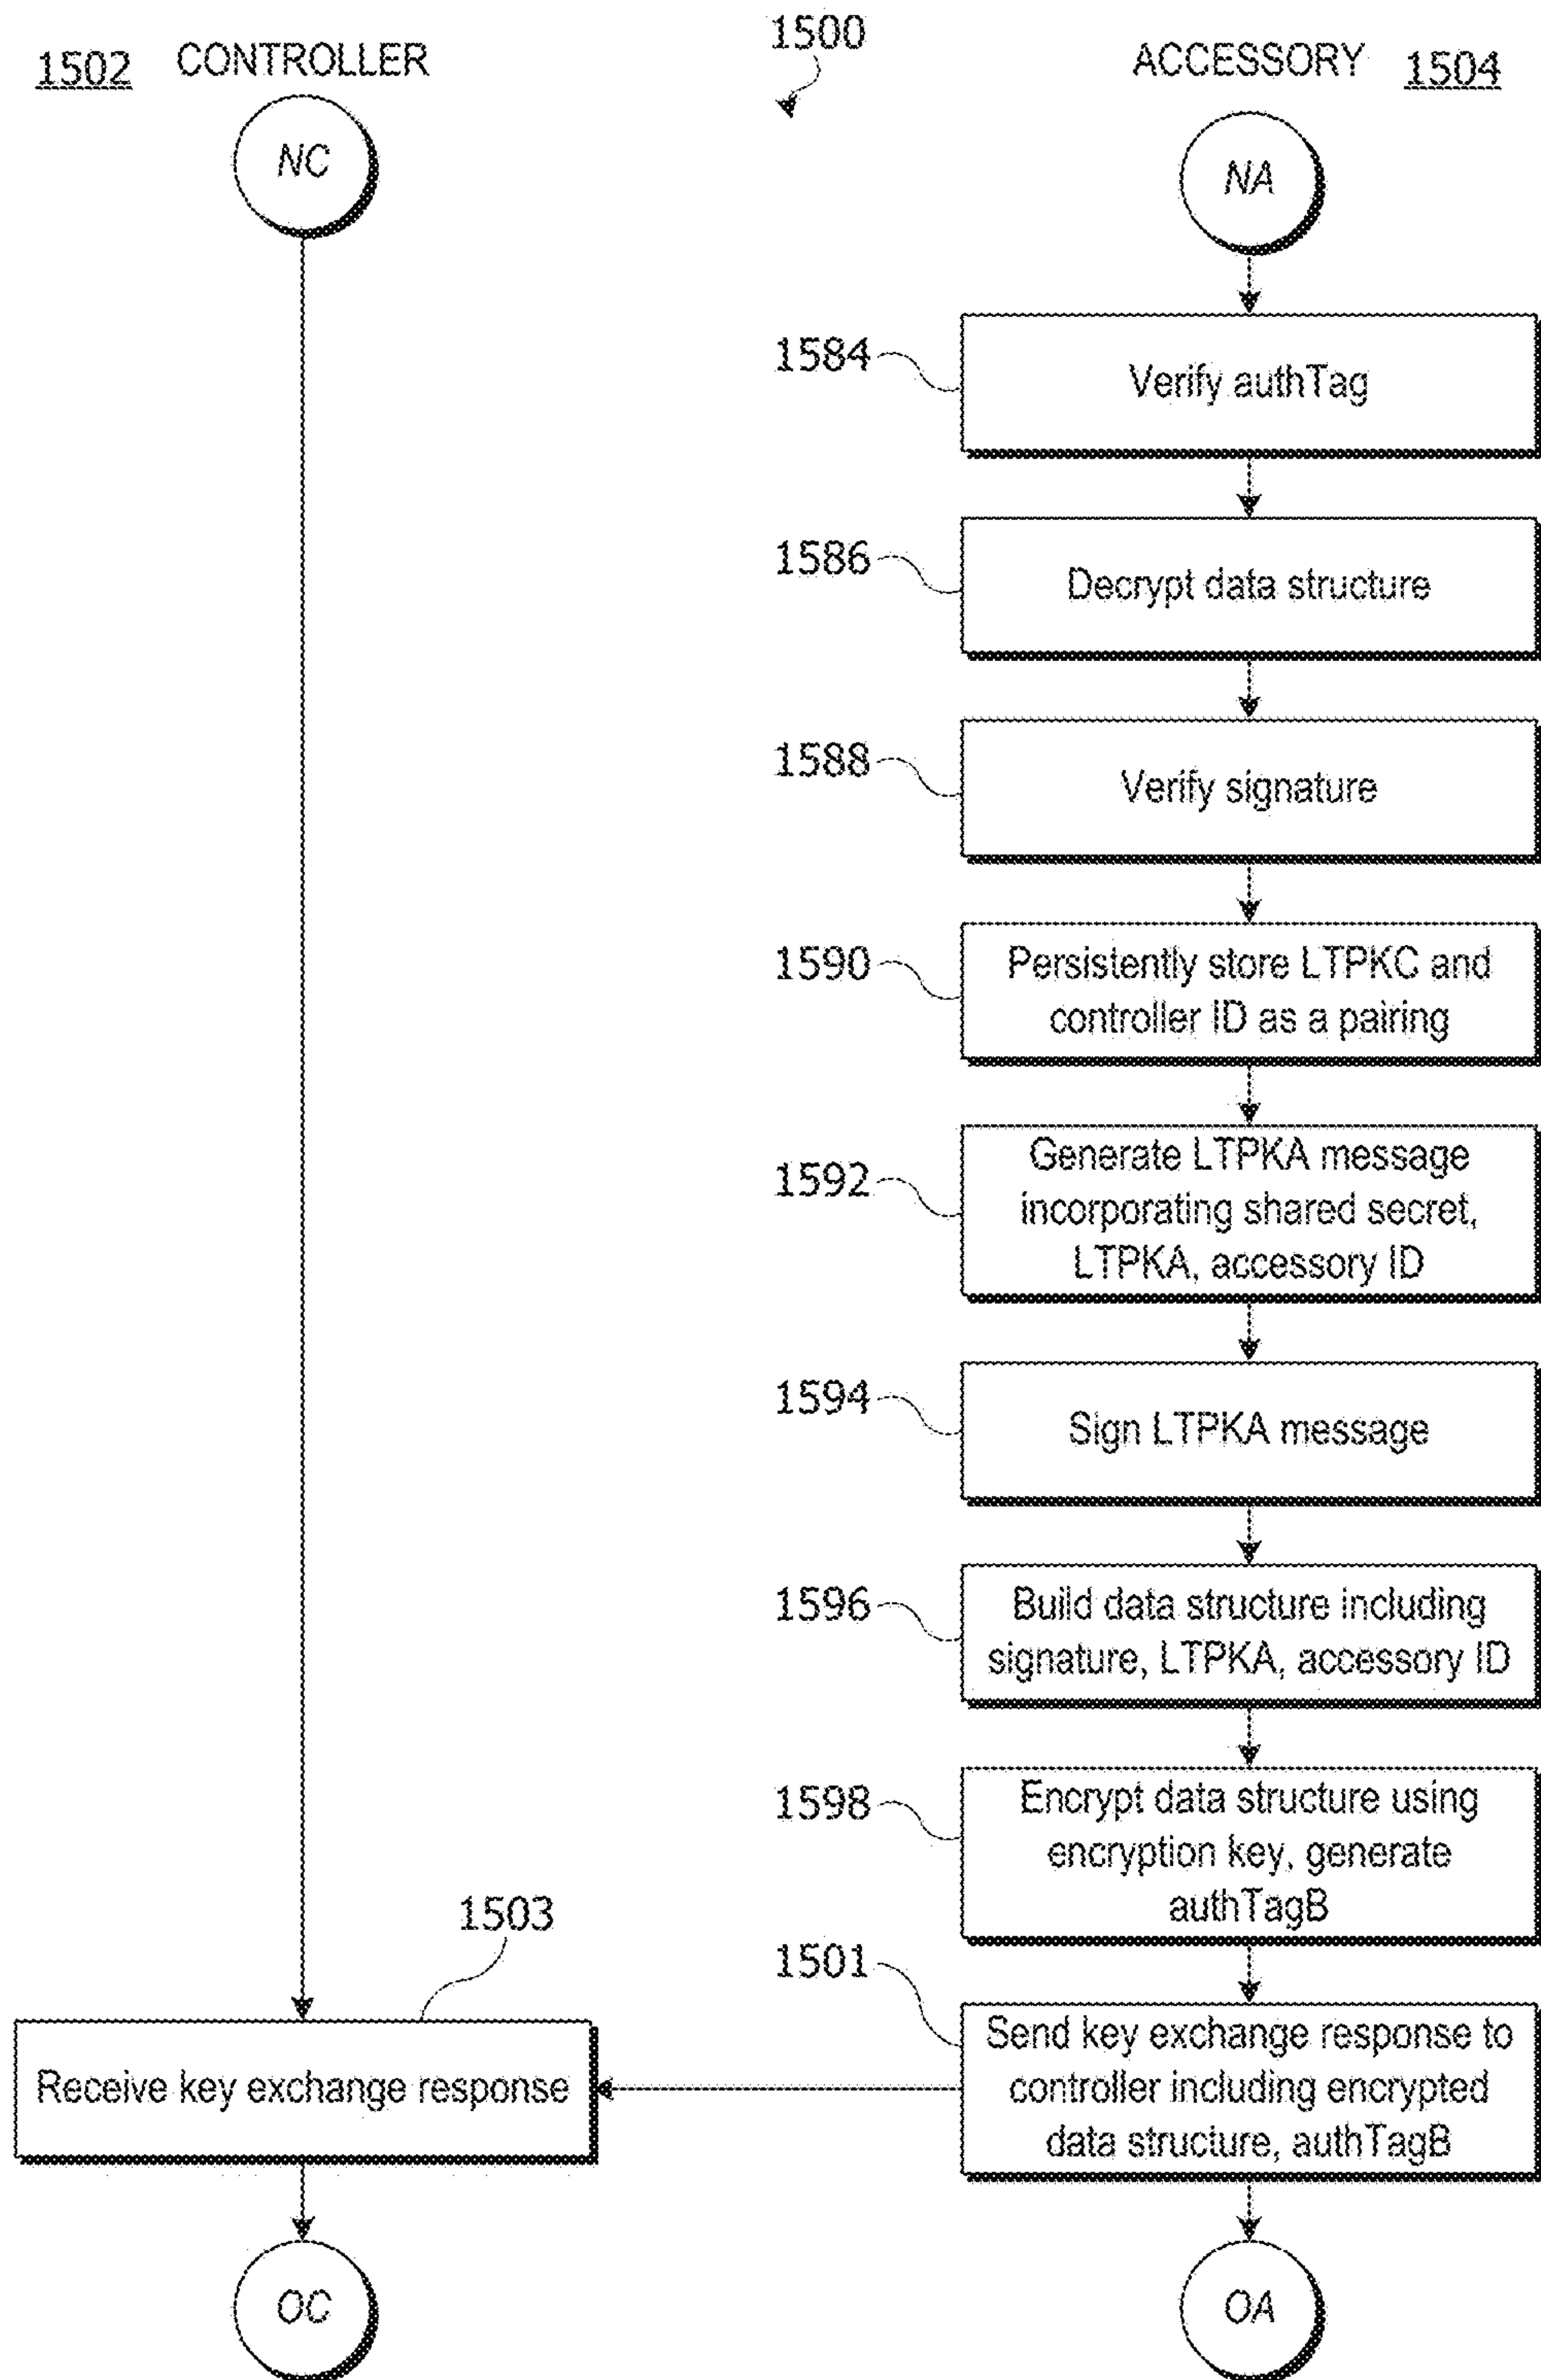 1500
1502 CONTROLLER
ACCESSORY 1504
NC
NA
1584
Verify authTag
1586
Decrypt data structure
1588
Verify signature
1590
Persistently store LTPKC and
controller ID as a pairing
1592
Generate LTPKA message
incorporating shared secret,
LTPKA, accessory ID
1594
Sign LTPKA message
1596
Build data structure including
signature, LTPKA, accessory ID
1598
Encrypt data structure using
encryption key, generate
authTagB
1503
1501
Receive key exchange response
Send key exchange response to
controller including encrypted
data structure, authTagB
OC
OA